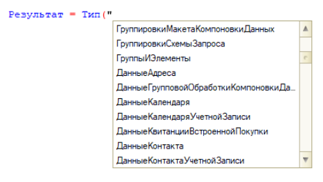 Результат = Тип("
ГруппировкиМакетаКомпоновкиДанных
ГруппировкиСхемыЗапроса
ГруппыИЭлементы
ДанныеАдреса
ДанныеГрупповойОбработкиКомпоновкиДа...
ДанныеКалендаря
ДанныеКалендаряУчетнойЗаписи
ДанныеКвитанцииВстроеннойПокупки
ДанныеКонтакта
ДанныеКонтактаУчетнойЗаписи